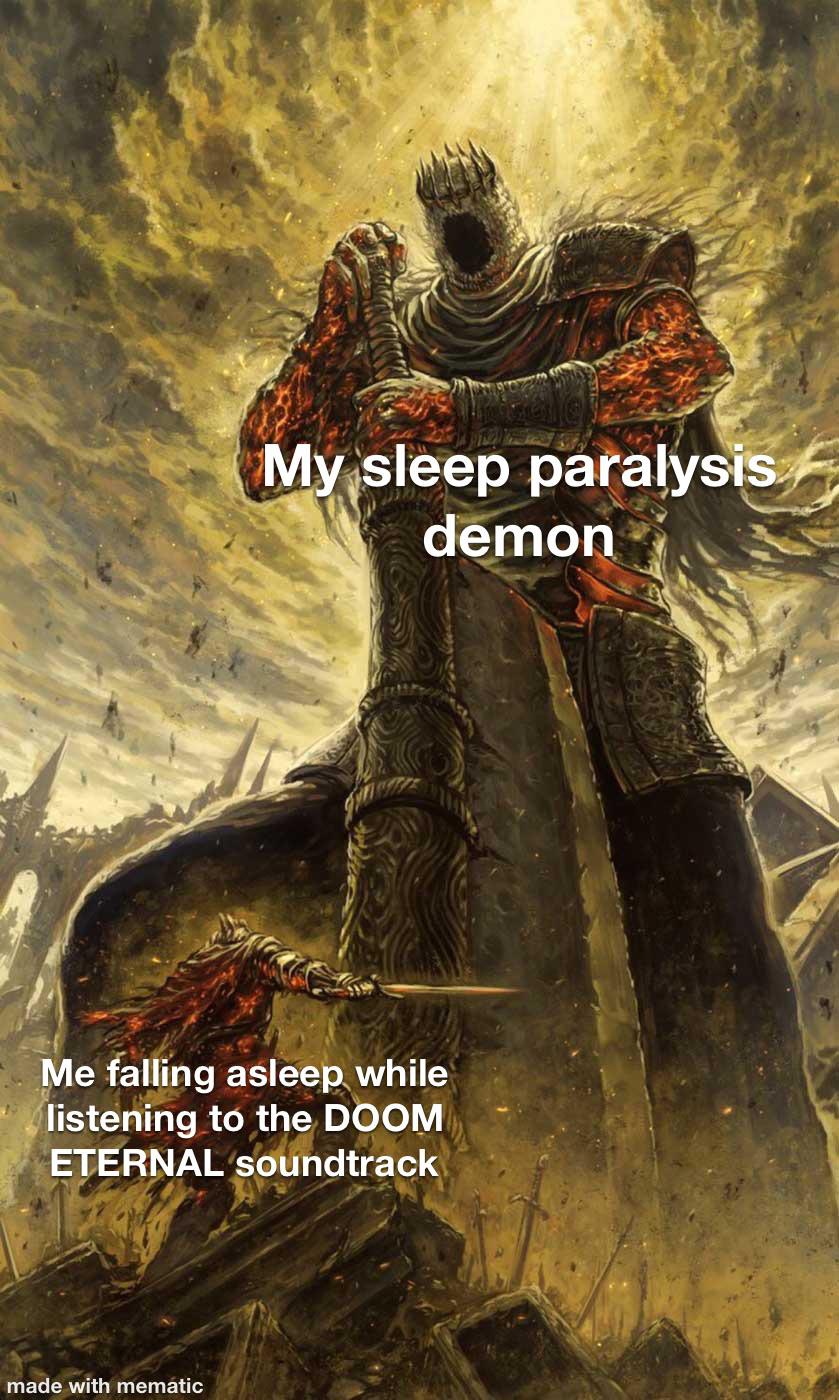 My sleep paralysis
demon
Me falling asleep while
listening to the DOOM
ETERNAL soundtrack
made with mematic